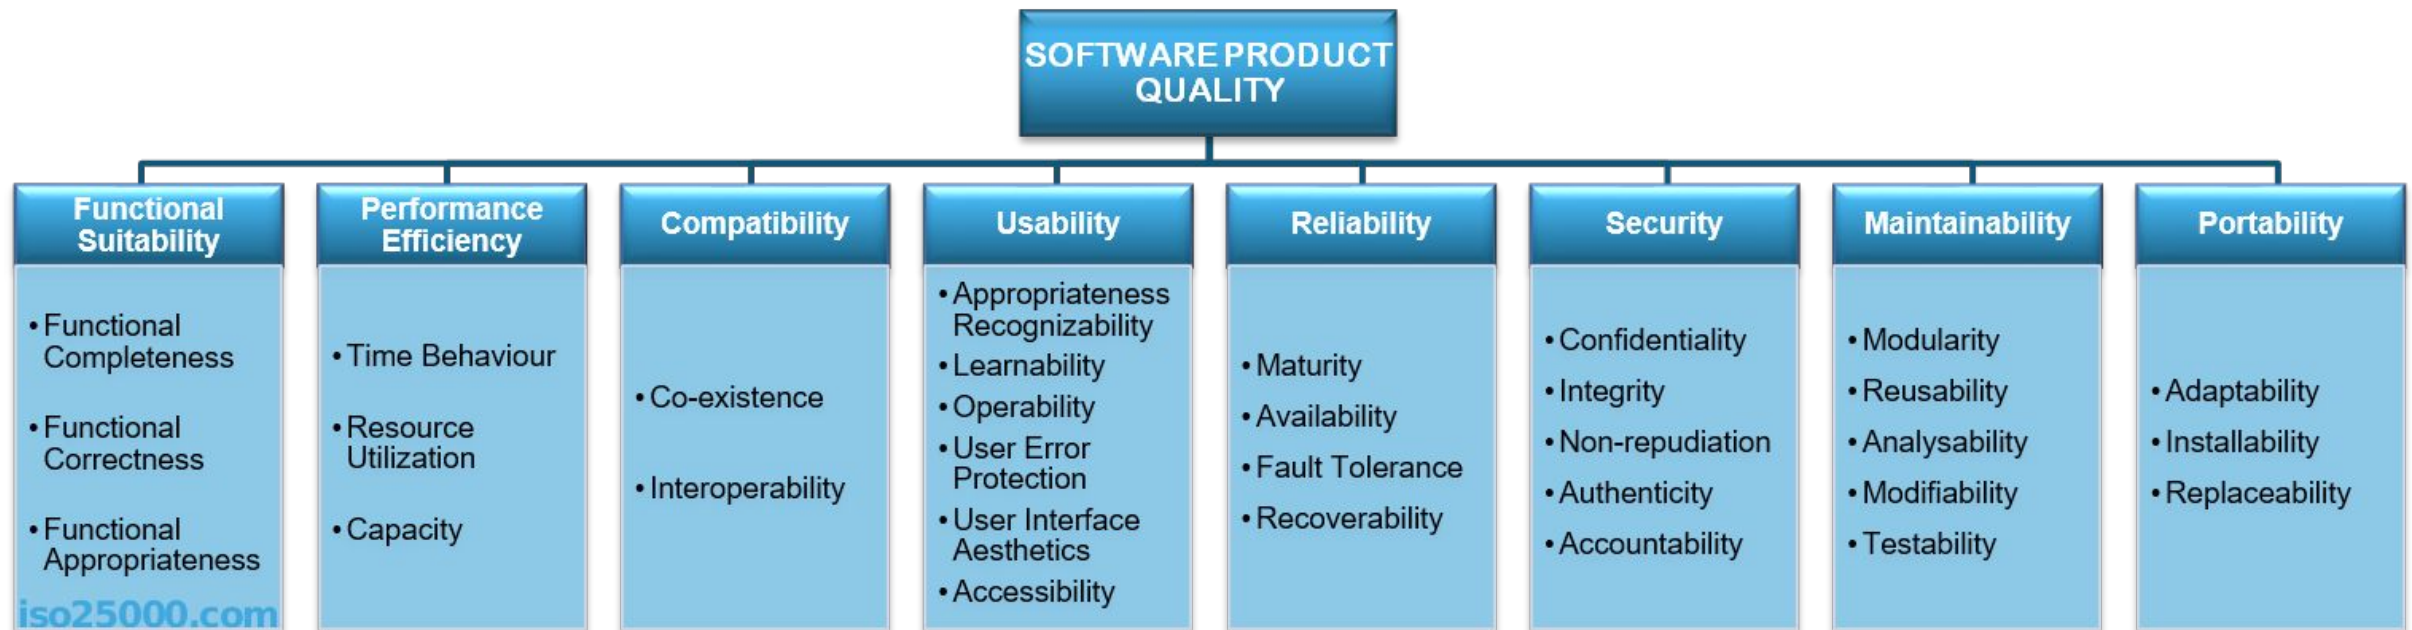 SOFTWARE PRODUCT
QUALITY
Functional
Suitability
• Functional
Completeness
• Functional
Correctness
• Functional
Appropriateness
iso25000.com
Performance
Efficiency
• Time Behaviour
• Resource
Utilization
• Capacity
Compatibility
• Co-existence
• Interoperability
Usability
• Appropriateness
Recognizability
• Learnability
• Operability
• User Error
Protection
• User Interface
Aesthetics
• Accessibility
Reliability
• Maturity
• Availability
• Fault Tolerance
• Recoverability
Security
• Confidentiality
• Integrity
• Non-repudiation
• Authenticity
• Accountability
Maintainability
• Modularity
• Reusability
• Analysability
• Modifiability
• Testability
Portability
• Adaptability
• Installability
• Replaceability